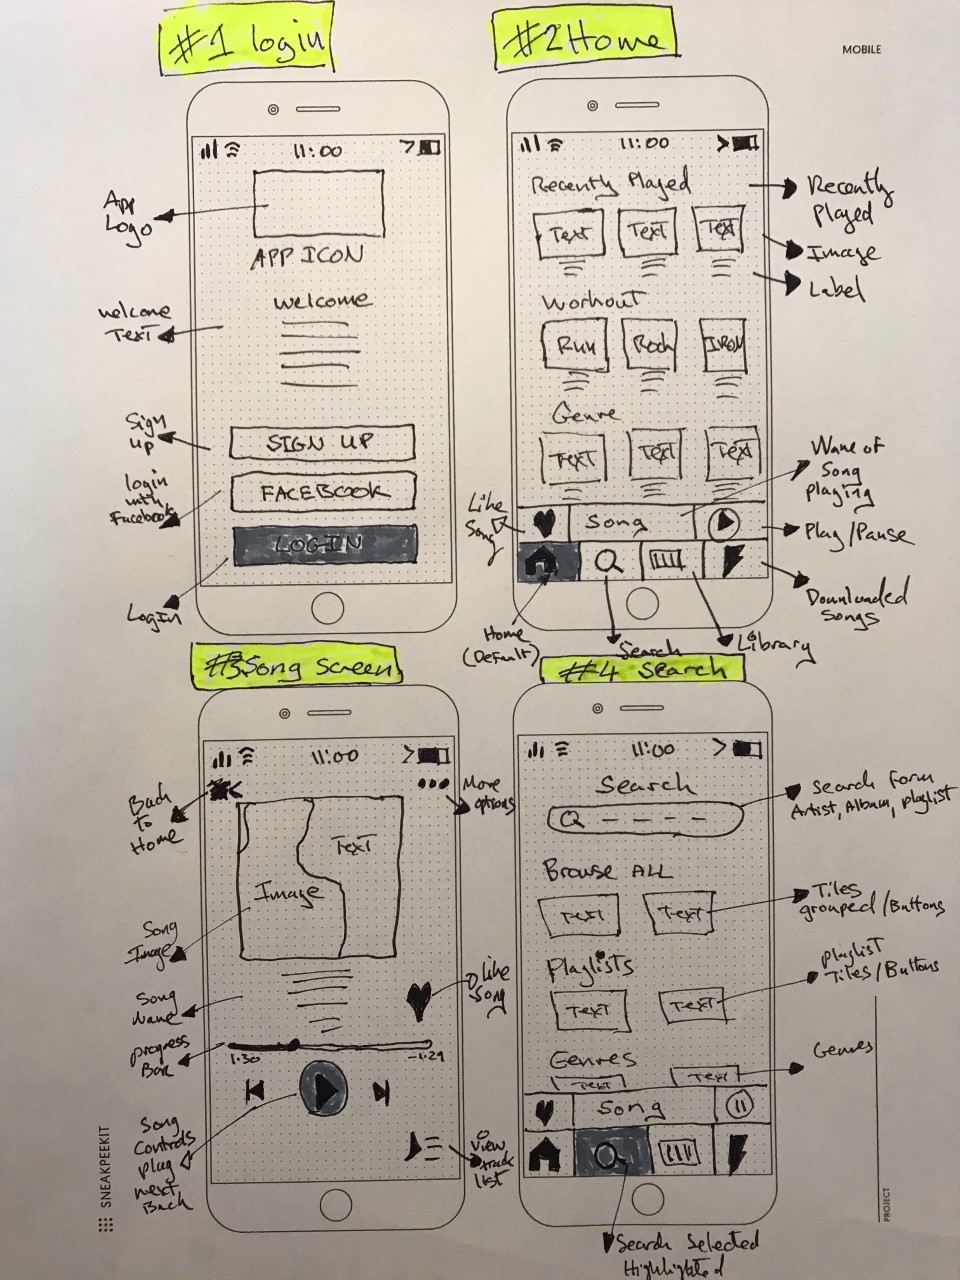 #1 login
#2 Home
MOBILE
11:00
App
Logo
APP ICON
welcome
Text
welcome
Sign
up
SIGN UP
login
with
Facebook
FACEBOOK
LOGIN
LogIn
11:00
Recently Played
Text Text Text
Workout
Run Rock IRON
Genre
Text Text Text
Song
Recently
Played
Image
Label
Name of
Song
playing
Like
Song
Play/Pause
Downloaded
Songs
Home
(Default)
Search
Library
#3 Song Screen
#4 Search
11:00
Back
to
Home
More
options
Text
Image
Song
Image
Song
Name
Like
Song
progress
Bar
1:30 -1:29
Song
Controls
play
next
Back
View
track
list
11:00
Search
Search form
Artist, Album, playlist
Browse ALL
Text Text
Tiles
grouped/Buttons
Playlists
Text Text
playlist
Tiles/Buttons
Genres
Text Text
Genres
Song
Search Selected
Highlighted
SNEAKPEEKIT
PROJECT